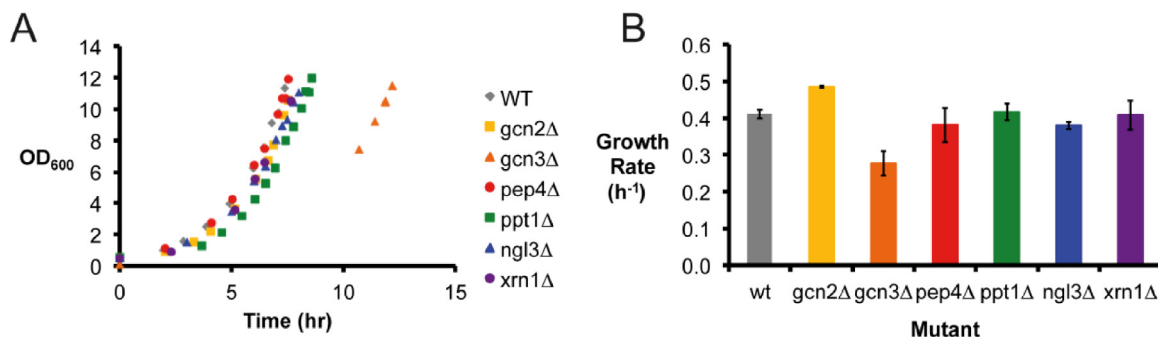 A
14
12
10
8
6
4
2
0
OD600
0
5
10
15
Time (hr)
WT
gcn2Δ
gcn3Δ
pep4Δ
ppt1Δ
ngl3Δ
xrn1Δ
B
0.6
0.5
0.4
0.3
0.2
0.1
0.0
Growth
Rate
(h-1)
wt gcn2Δ gcn3Δ pep4Δ ppt1Δ ngl3Δ xrn1Δ
Mutant